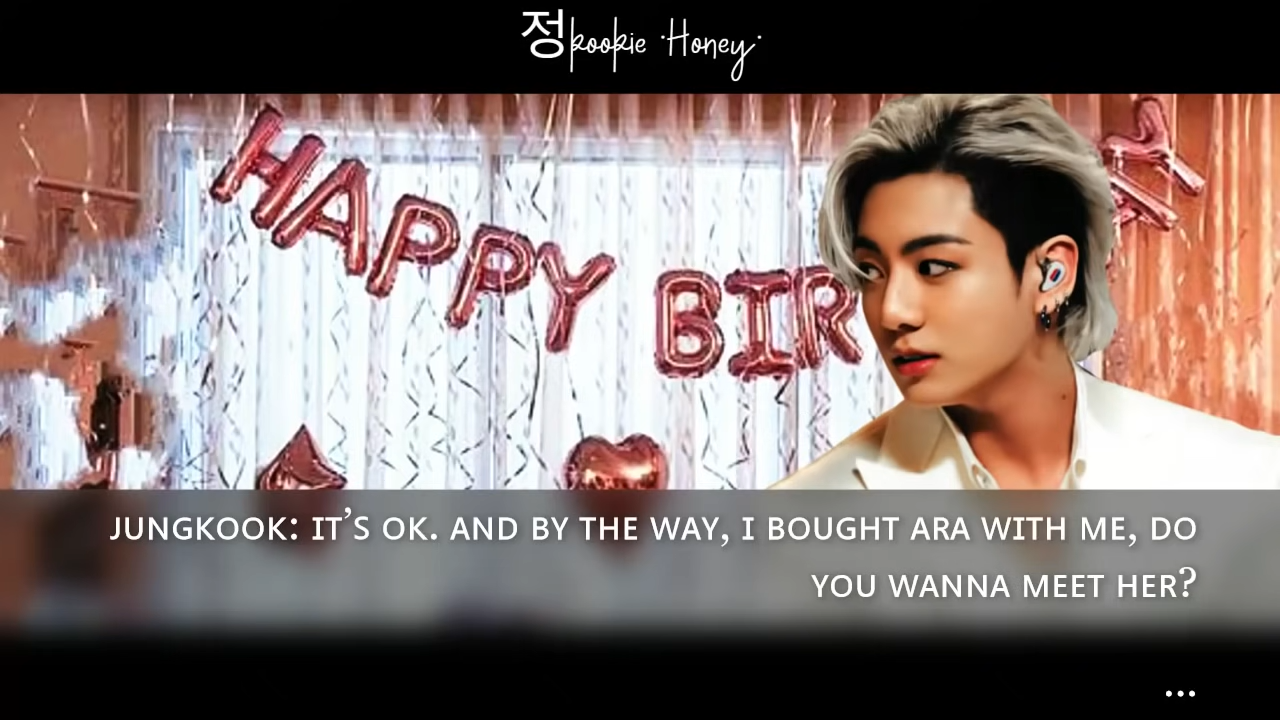 정kookie Honey
HAPPY BIR
AY
JUNGKOOK: IT'S OK. AND BY THE WAY, I BOUGHT ARA WITH ME, DO
YOU WANNA MEET HER?
...